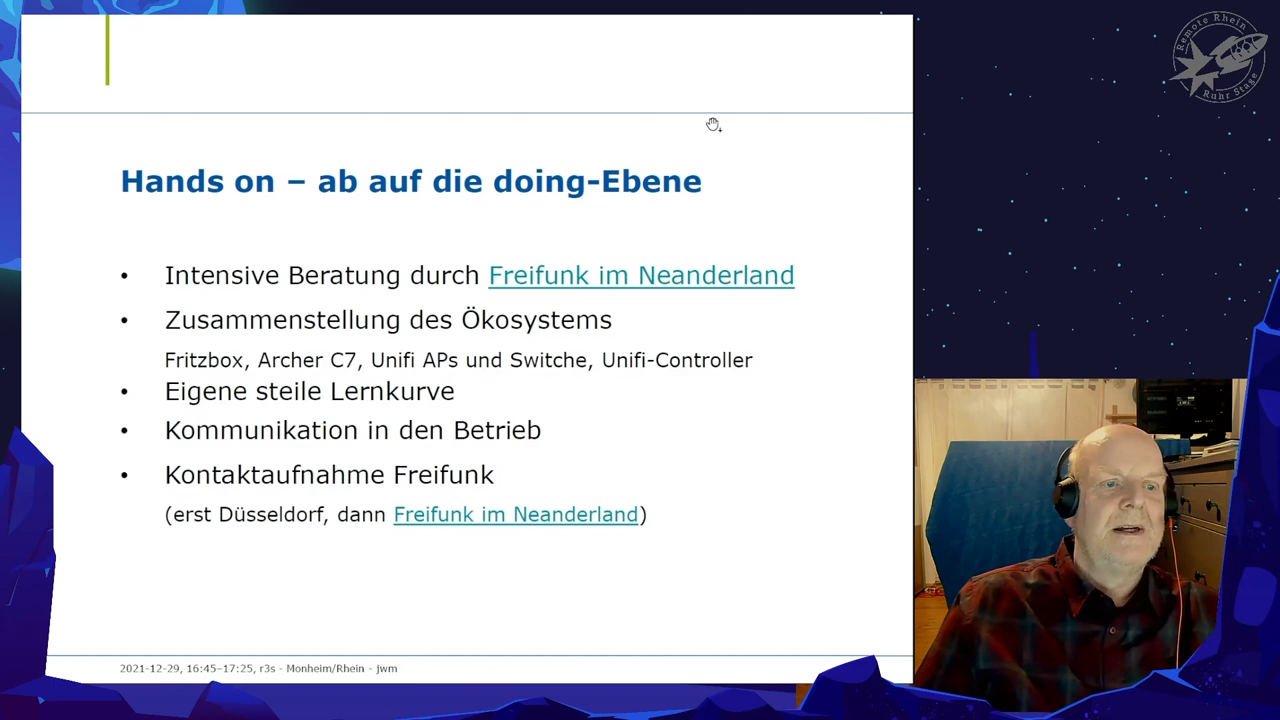 Remote Rhein
Ruhr Stage
Hands on – ab auf die doing-Ebene
• Intensive Beratung durch Freifunk im Neanderland
• Zusammenstellung des Ökosystems
Fritzbox, Archer C7, Unifi APs und Switche, Unifi-Controller
• Eigene steile Lernkurve
• Kommunikation in den Betrieb
• Kontaktaufnahme Freifunk
(erst Düsseldorf, dann Freifunk im Neanderland)
2021-12-29, 16:45–17:25, r3s - Monheim/Rhein - jwm